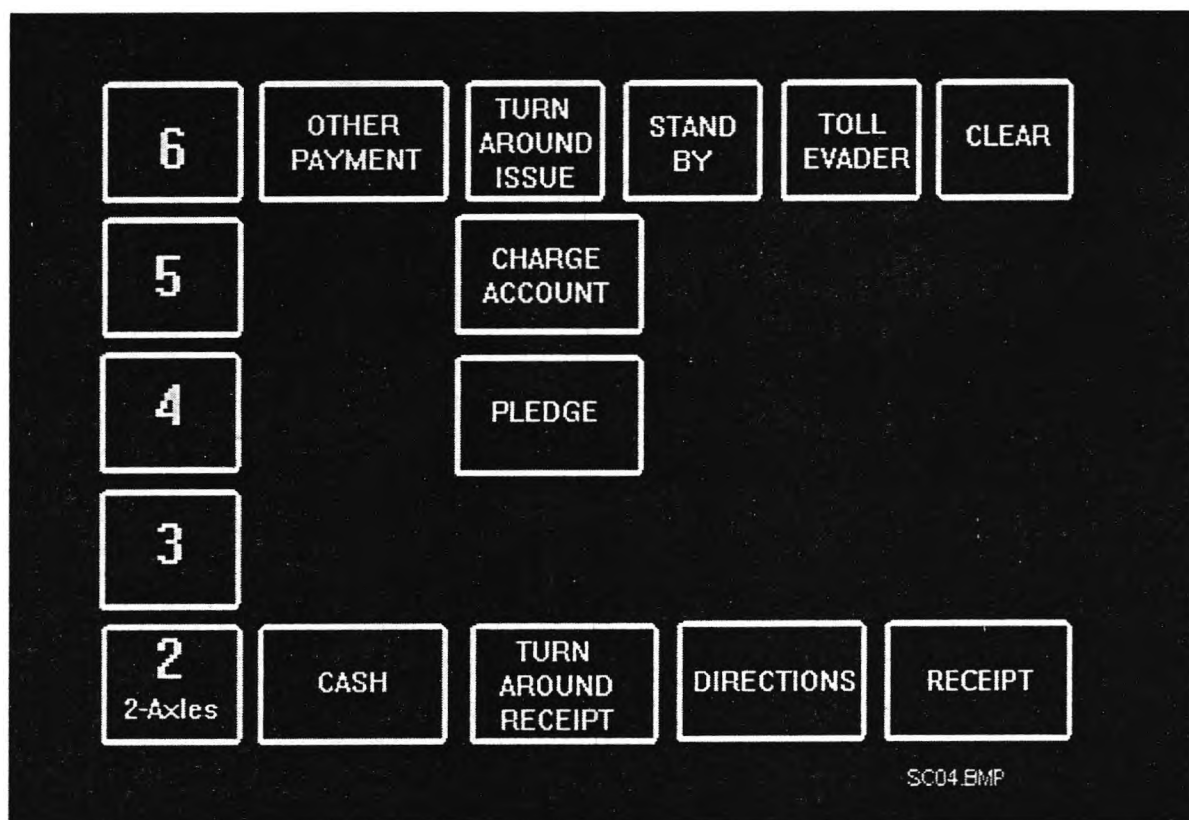 6
OTHER
PAYMENT
TURN
AROUND
ISSUE
STAND
BY
TOLL
EVADER
CLEAR
5
CHARGE
ACCOUNT
4
PLEDGE
3
2
2-Axles
CASH
TURN
AROUND
RECEIPT
DIRECTIONS
RECEIPT
SC04.BMP